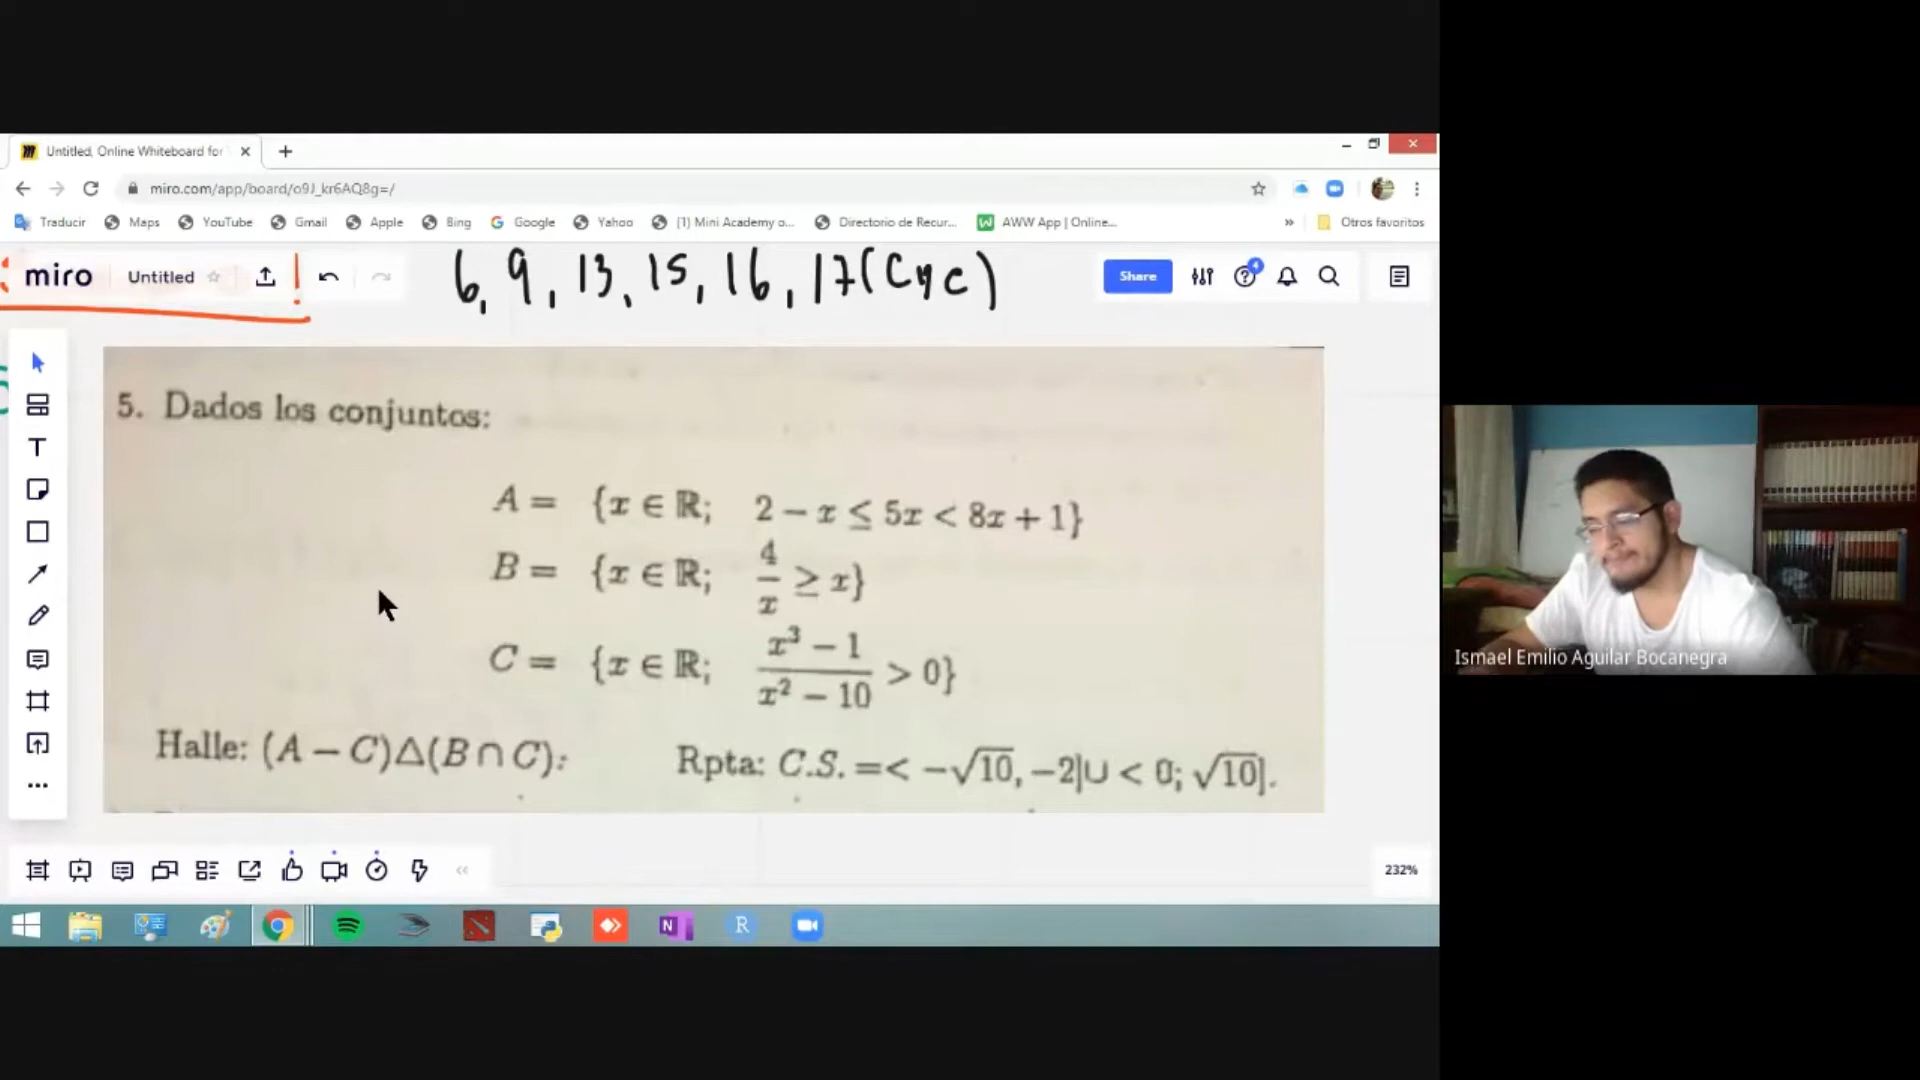 Untitled, Online Whiteboard for
miro.com/app/board/o9J_kr6AQ8g=/
Traducir Maps YouTube Gmail Apple Bing Google Yahoo (1) Mini Academy o... Directorio de Recur... AWW App | Online... » Otros favoritos
miro Untitled 6, 9, 13, 15, 16, 17(CyC) Share 4
5. Dados los conjuntos:
A = {x ∈ ℝ; 2 − x ≤ 5x < 8x + 1}
B = {x ∈ ℝ; 4/x ≥ x}
C = {x ∈ ℝ; (x³ − 1)/(x² − 10) > 0}
Halle: (A − C)△(B ∩ C): Rpta: C.S. =< −√10, −2]∪ < 0; √10].
Ismael Emilio Aguilar Bocanegra
232%